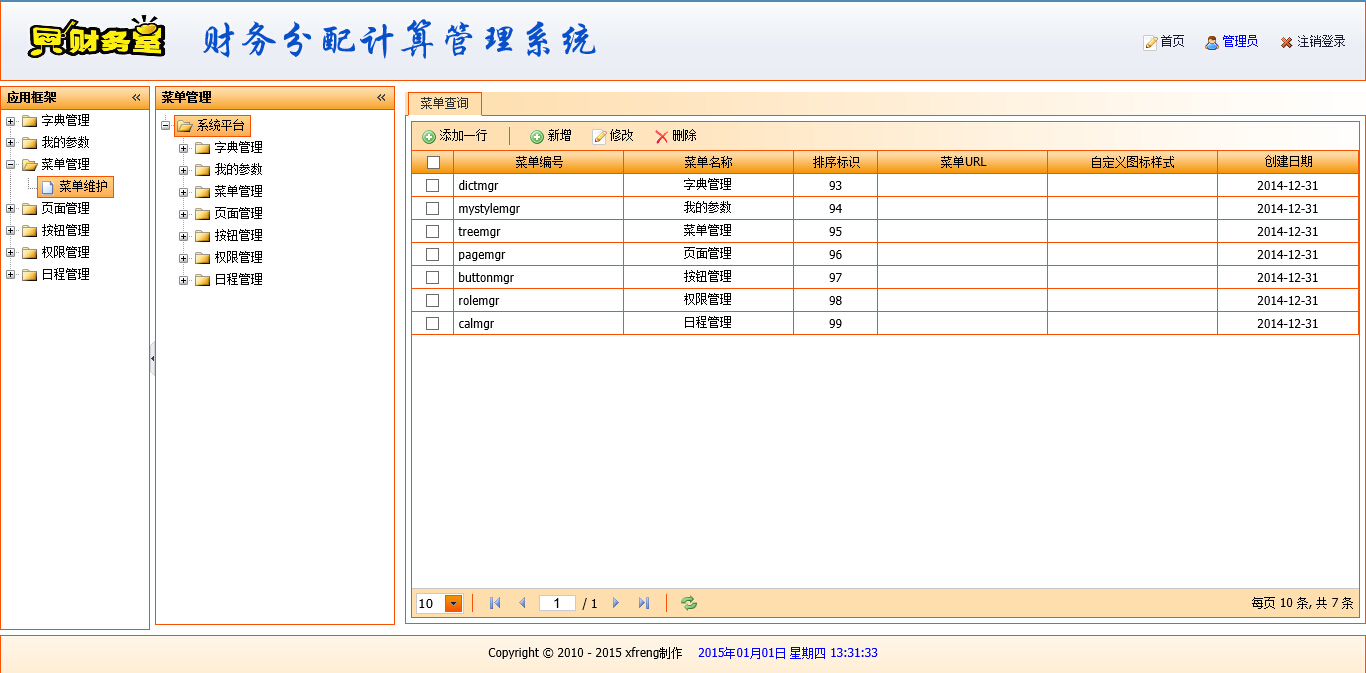 贝财务堂 财务分配计算管理系统
首页 管理员 注销登录
应用框架
字典管理
我的参数
菜单管理
菜单维护
页面管理
按钮管理
权限管理
日程管理
菜单管理
系统平台
字典管理
我的参数
菜单管理
页面管理
按钮管理
权限管理
日程管理
菜单查询
添加一行 新增 修改 删除
菜单编号 菜单名称 排序标识 菜单URL 自定义图标样式 创建日期
dictmgr 字典管理 93 2014-12-31
mystylemgr 我的参数 94 2014-12-31
treemgr 菜单管理 95 2014-12-31
pagemgr 页面管理 96 2014-12-31
buttonmgr 按钮管理 97 2014-12-31
rolemgr 权限管理 98 2014-12-31
calmgr 日程管理 99 2014-12-31
10 1 / 1 每页 10 条, 共 7 条
Copyright © 2010 - 2015 xfreng制作 2015年01月01日 星期四 13:31:33